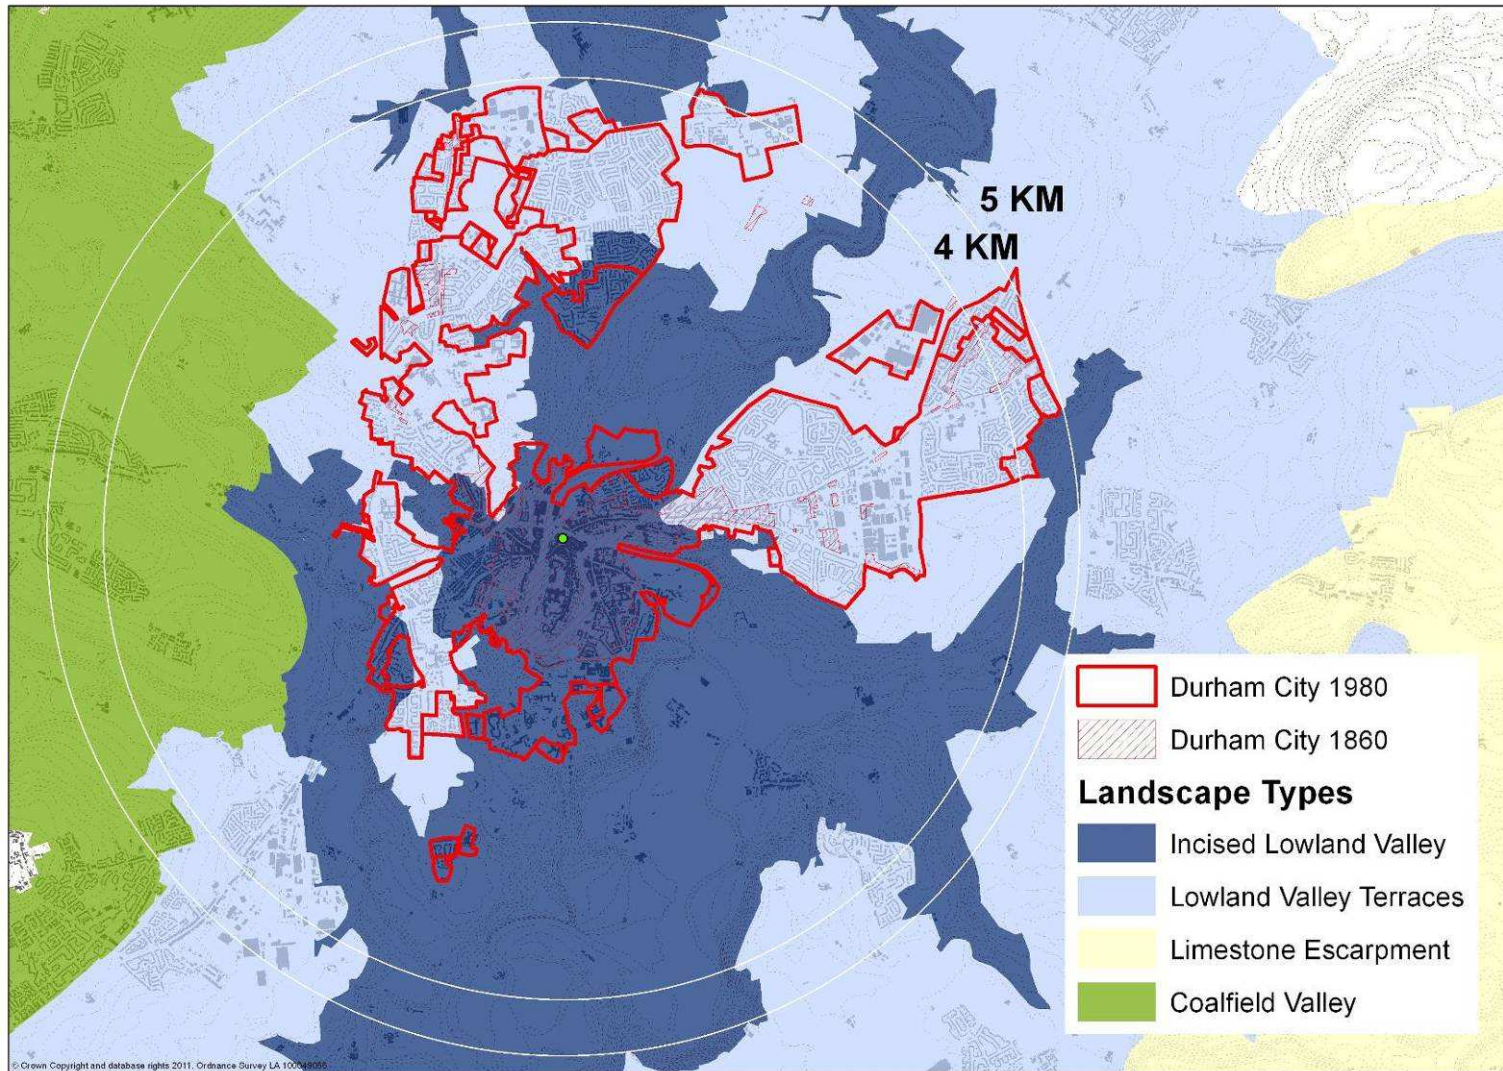 5 KM
4 KM
Durham City 1980
Durham City 1860
Landscape Types
Incised Lowland Valley
Lowland Valley Terraces
Limestone Escarpment
Coalfield Valley
© Crown Copyright and database rights 2011. Ordnance Survey LA